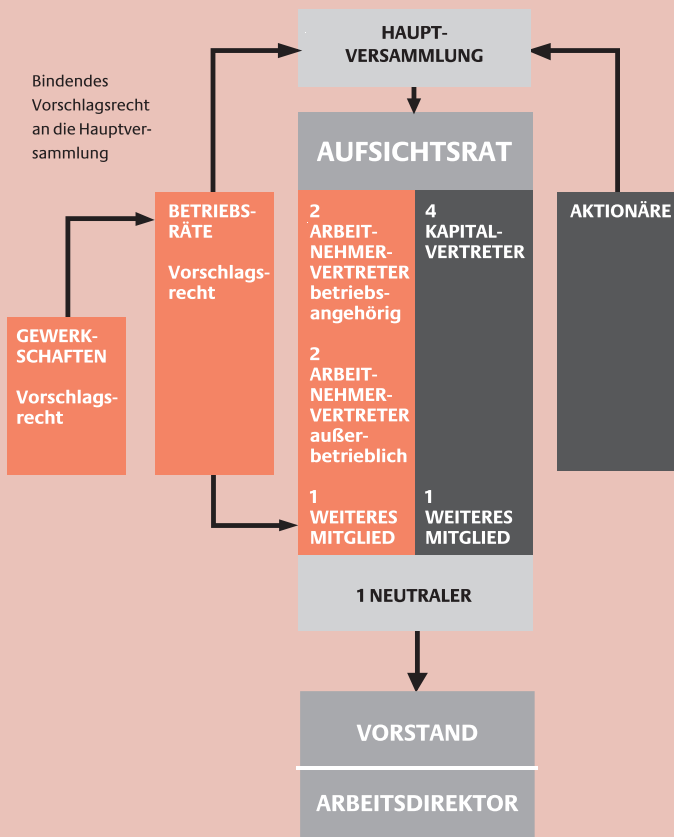 HAUPT-
VERSAMMLUNG
Bindendes
Vorschlagsrecht
an die Hauptver-
sammlung
AUFSICHTSRAT
GEWERK-
SCHAFTEN
Vorschlags-
recht
BETRIEBS-
RÄTE
Vorschlags-
recht
2
ARBEIT-
NEHMER-
VERTRETER
betriebs-
angehörig
2
ARBEIT-
NEHMER-
VERTRETER
außer-
betrieblich
1
WEITERES
MITGLIED
4
KAPITAL-
VERTRETER
1
WEITERES
MITGLIED
AKTIONÄRE
1 NEUTRALER
VORSTAND
ARBEITSDIREKTOR